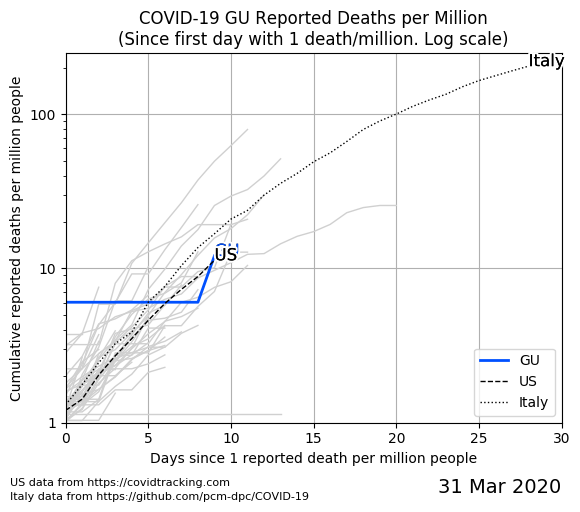 COVID-19 GU Reported Deaths per Million
(Since first day with 1 death/million. Log scale)
Cumulative reported deaths per million people
100
10
1
Italy
GU
US
GU
US
Italy
0 5 10 15 20 25 30
Days since 1 reported death per million people
US data from https://covidtracking.com
Italy data from https://github.com/pcm-dpc/COVID-19
31 Mar 2020